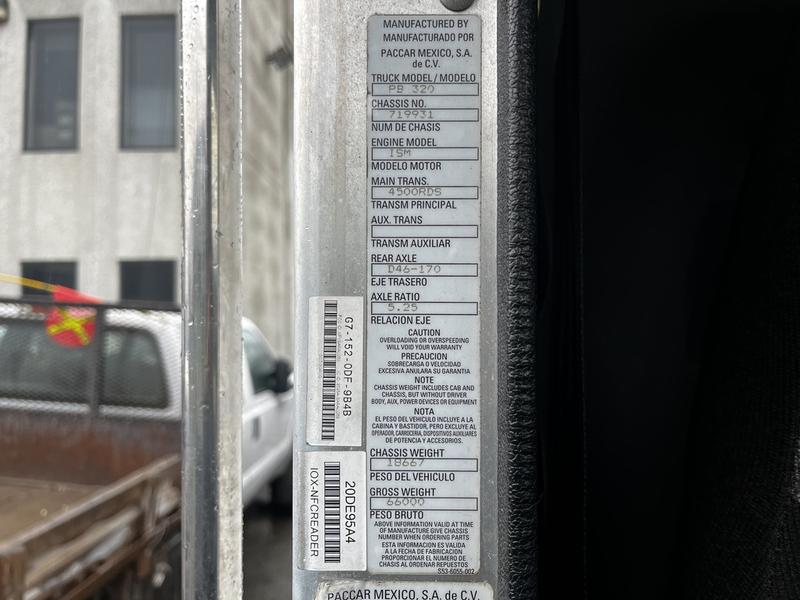 MANUFACTURED BY
MANUFACTURADO POR
PACCAR MEXICO, S.A.
de C.V.
TRUCK MODEL / MODELO
PB 320
CHASSIS NO.
719931
NUM DE CHASIS
ENGINE MODEL
ISM
MODELO MOTOR
MAIN TRANS.
4500RDS
TRANSM PRINCIPAL
AUX. TRANS
TRANSM AUXILIAR
REAR AXLE
D46-170
EJE TRASERO
AXLE RATIO
5.25
RELACION EJE
CAUTION
OVERLOADING OR OVERSPEEDING
WILL VOID YOUR WARRANTY
PRECAUCION
SOBRECARGA O VELOCIDAD
EXCESIVA ANULARA SU GARANTIA
NOTE
CHASSIS WEIGHT INCLUDES CAB AND
CHASSIS, BUT WITHOUT DRIVER
BODY, AUX, POWER DEVICES OR EQUIPMENT
NOTA
EL PESO DEL VEHICULO INCLUYE A LA
CABINA Y BASTIDOR, PERO EXCLUYE AL
OPERADOR, CARROCERIA, DISPOSITIVOS AUXILIARES
DE POTENCIA Y ACCESORIOS.
CHASSIS WEIGHT
18667
PESO DEL VEHICULO
GROSS WEIGHT
66000
PESO BRUTO
ABOVE INFORMATION VALID AT TIME
OF MANUFACTURE GIVE CHASSIS
NUMBER WHEN ORDERING PARTS
ESTA INFORMACION ES VALIDA
A LA FECHA DE FABRICACION
PROPORCIONAR EL NUMERO DE
CHASIS AL ORDENAR REPUESTOS
S53-6055-002
PACCAR MEXICO, S.A. de C.V.
G7-152-0DF-9B4B
20DE95A4
IOX-NFCREADER